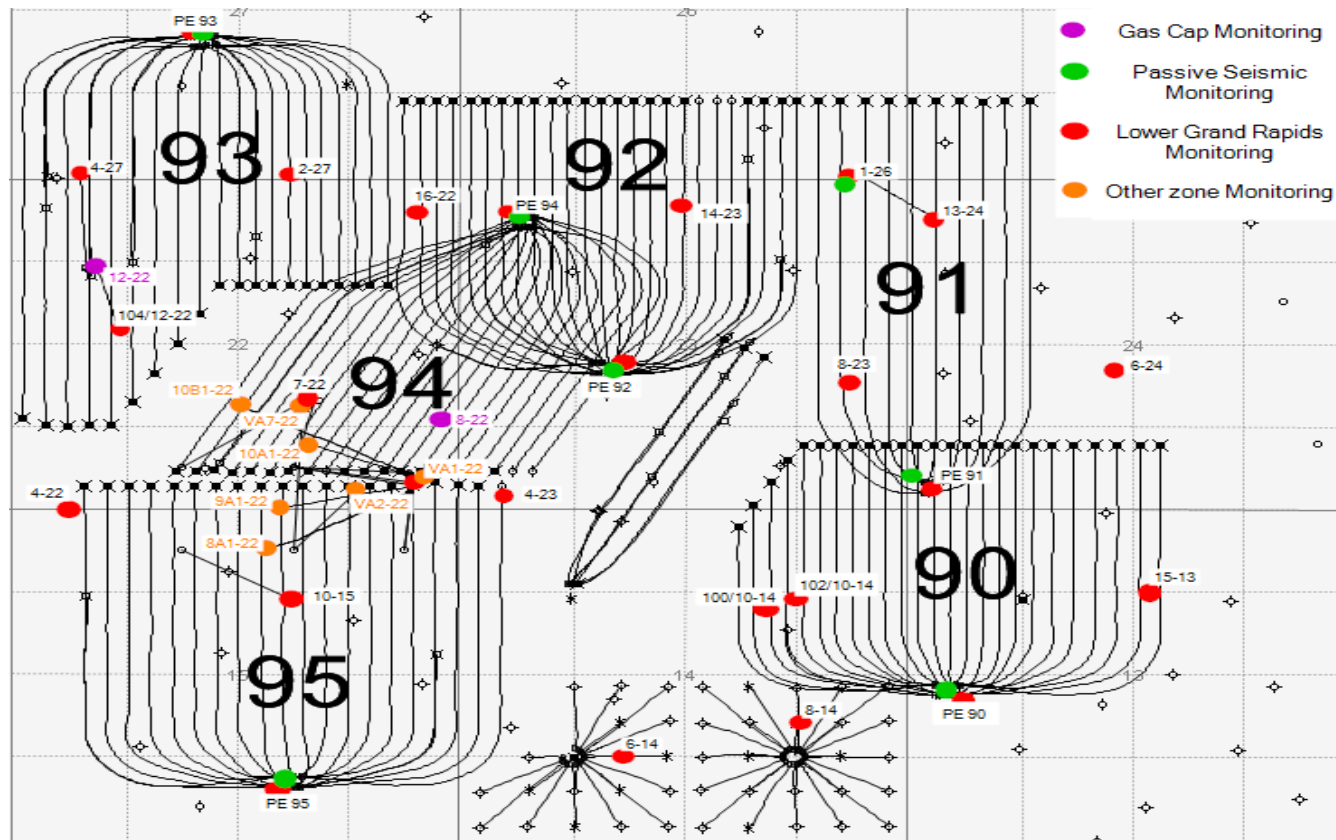 27
26
PE 93
Gas Cap Monitoring
Passive Seismic
Monitoring
Lower Grand Rapids
Monitoring
Other zone Monitoring
93
92
4-27
2-27
1-26
16-22
PE 94
14-23
13-24
12-22
91
104/12-22
22
23
24
94
8-23
6-24
PE 92
10B1-22
7-22
VA7-22
8-22
10A1-22
VA1-22
PE 91
4-22
9A1-22
VA2-22
4-23
8A1-22
90
10-15
100/10-14
102/10-14
15-13
95
15
14
13
PE 90
8-14
6-14
PE 95